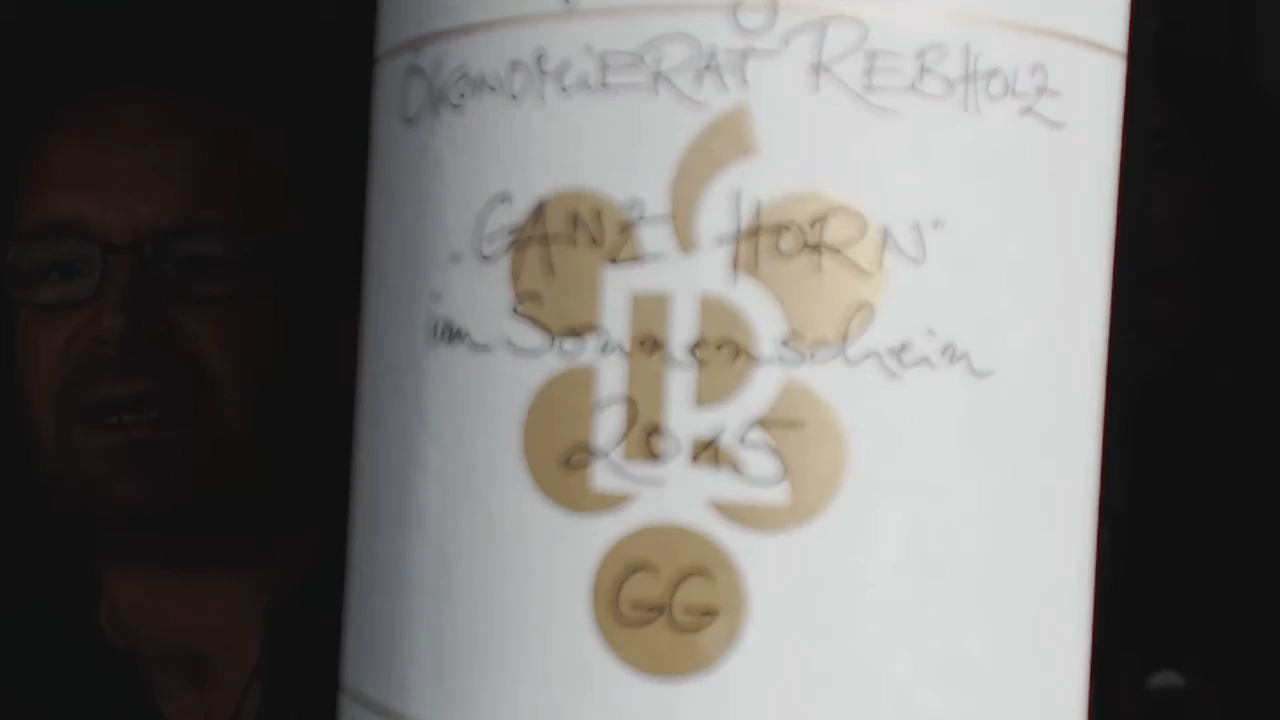 ÖKONOMIERAT REBHOLZ
"GANZ HORN"
im Sonnenschein
2015
R
GG